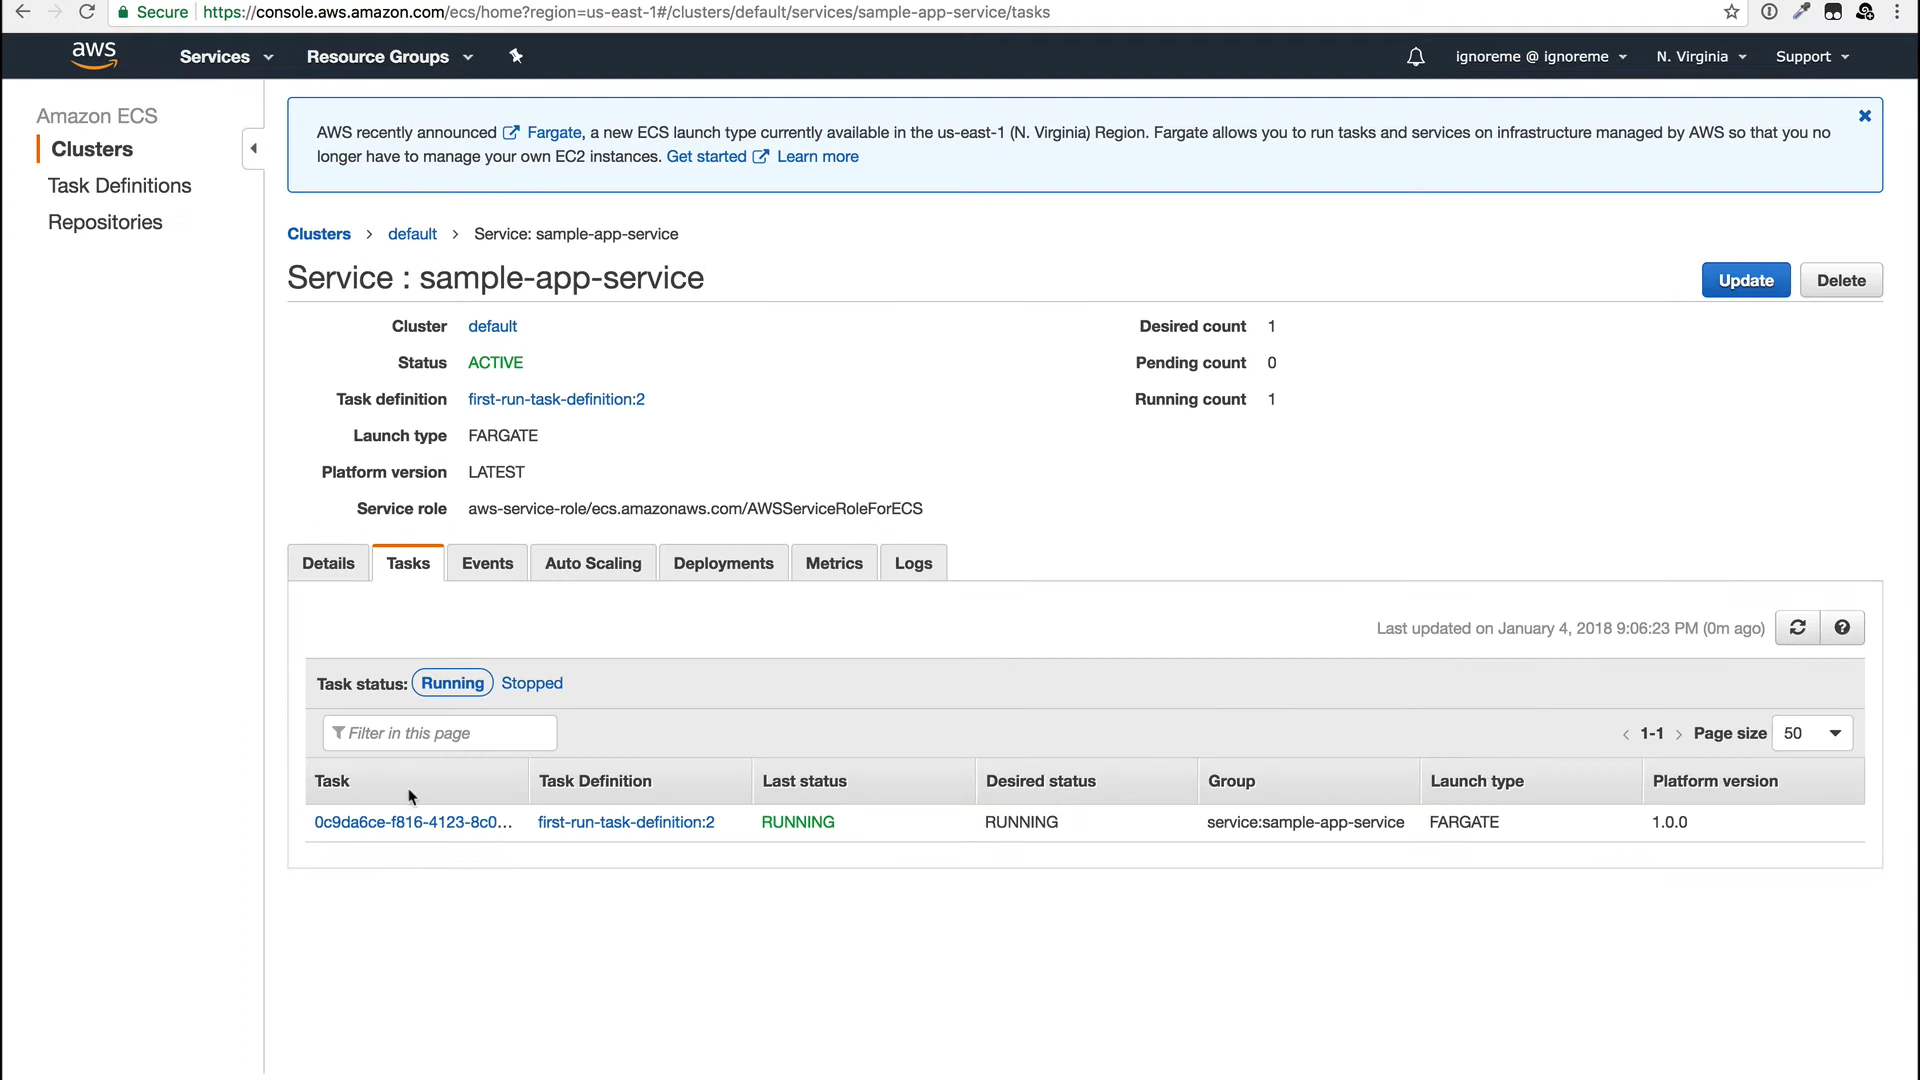 Secure https://console.aws.amazon.com/ecs/home?region=us-east-1#/clusters/default/services/sample-app-service/tasks
aws Services Resource Groups ignoreme @ ignoreme N. Virginia Support
Amazon ECS
Clusters
Task Definitions
Repositories
AWS recently announced Fargate, a new ECS launch type currently available in the us-east-1 (N. Virginia) Region. Fargate allows you to run tasks and services on infrastructure managed by AWS so that you no
longer have to manage your own EC2 instances. Get started Learn more
Clusters > default > Service: sample-app-service
Service : sample-app-service
Update Delete
Cluster default
Status ACTIVE
Task definition first-run-task-definition:2
Launch type FARGATE
Platform version LATEST
Service role aws-service-role/ecs.amazonaws.com/AWSServiceRoleForECS
Desired count 1
Pending count 0
Running count 1
Details Tasks Events Auto Scaling Deployments Metrics Logs
Last updated on January 4, 2018 9:06:23 PM (0m ago)
Task status: Running Stopped
Filter in this page
< 1-1 > Page size 50
Task Task Definition Last status Desired status Group Launch type Platform version
0c9da6ce-f816-4123-8c0... first-run-task-definition:2 RUNNING RUNNING service:sample-app-service FARGATE 1.0.0